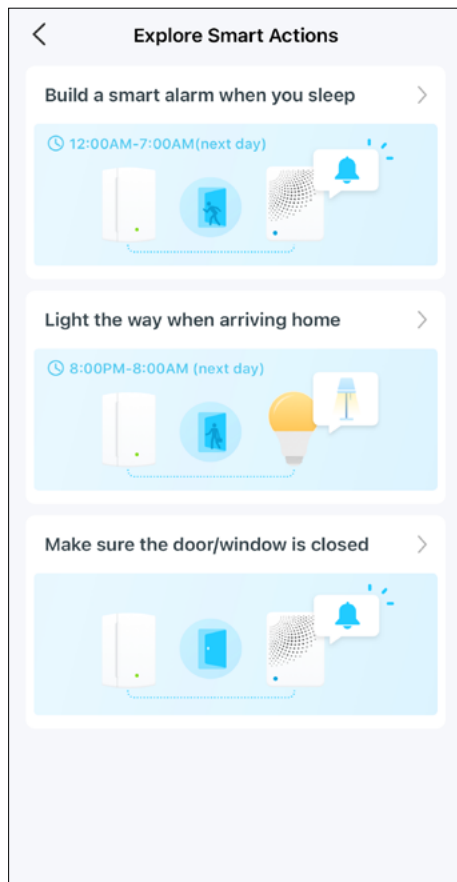 Explore Smart Actions
Build a smart alarm when you sleep
12:00AM-7:00AM(next day)
Light the way when arriving home
8:00PM-8:00AM (next day)
Make sure the door/window is closed